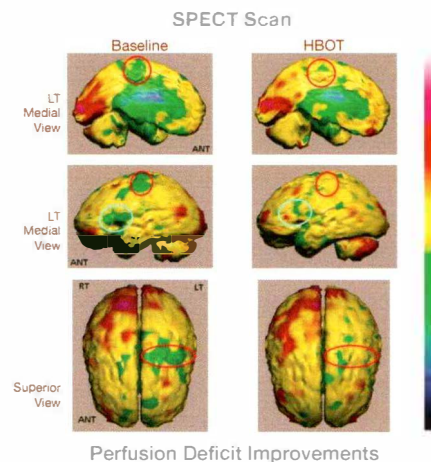 SPECT Scan
Baseline HBOT
LT
Medial
View
ANT
LT
Medial
View
ANT
RT LT
Superior
View
ANT
Perfusion Deficit Improvements